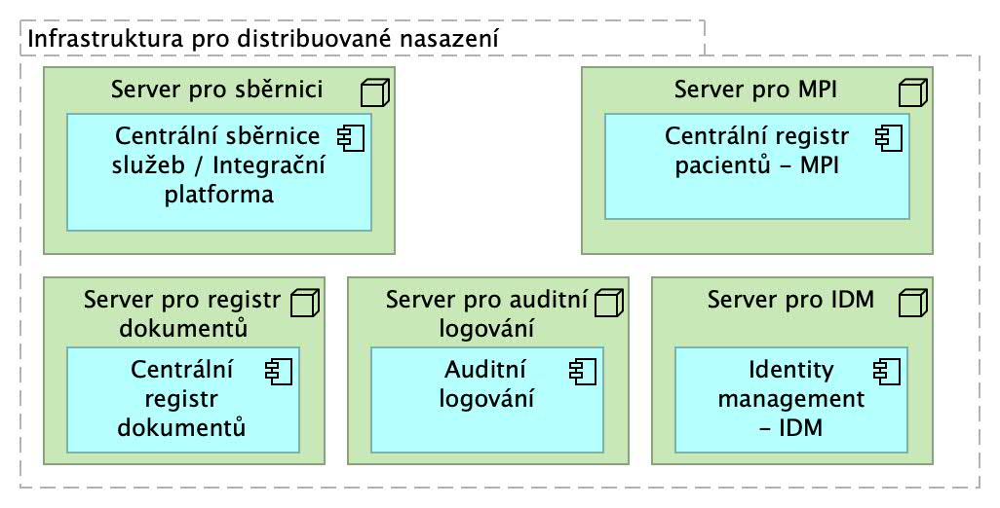 Infrastruktura pro distribuované nasazení
Server pro sběrnici
Centrální sběrnice
služeb / Integrační
platforma
Server pro MPI
Centrální registr
pacientů - MPI
Server pro registr
dokumentů
Centrální
registr
dokumentů
Server pro auditní
logování
Auditní
logování
Server pro IDM
Identity
management
- IDM